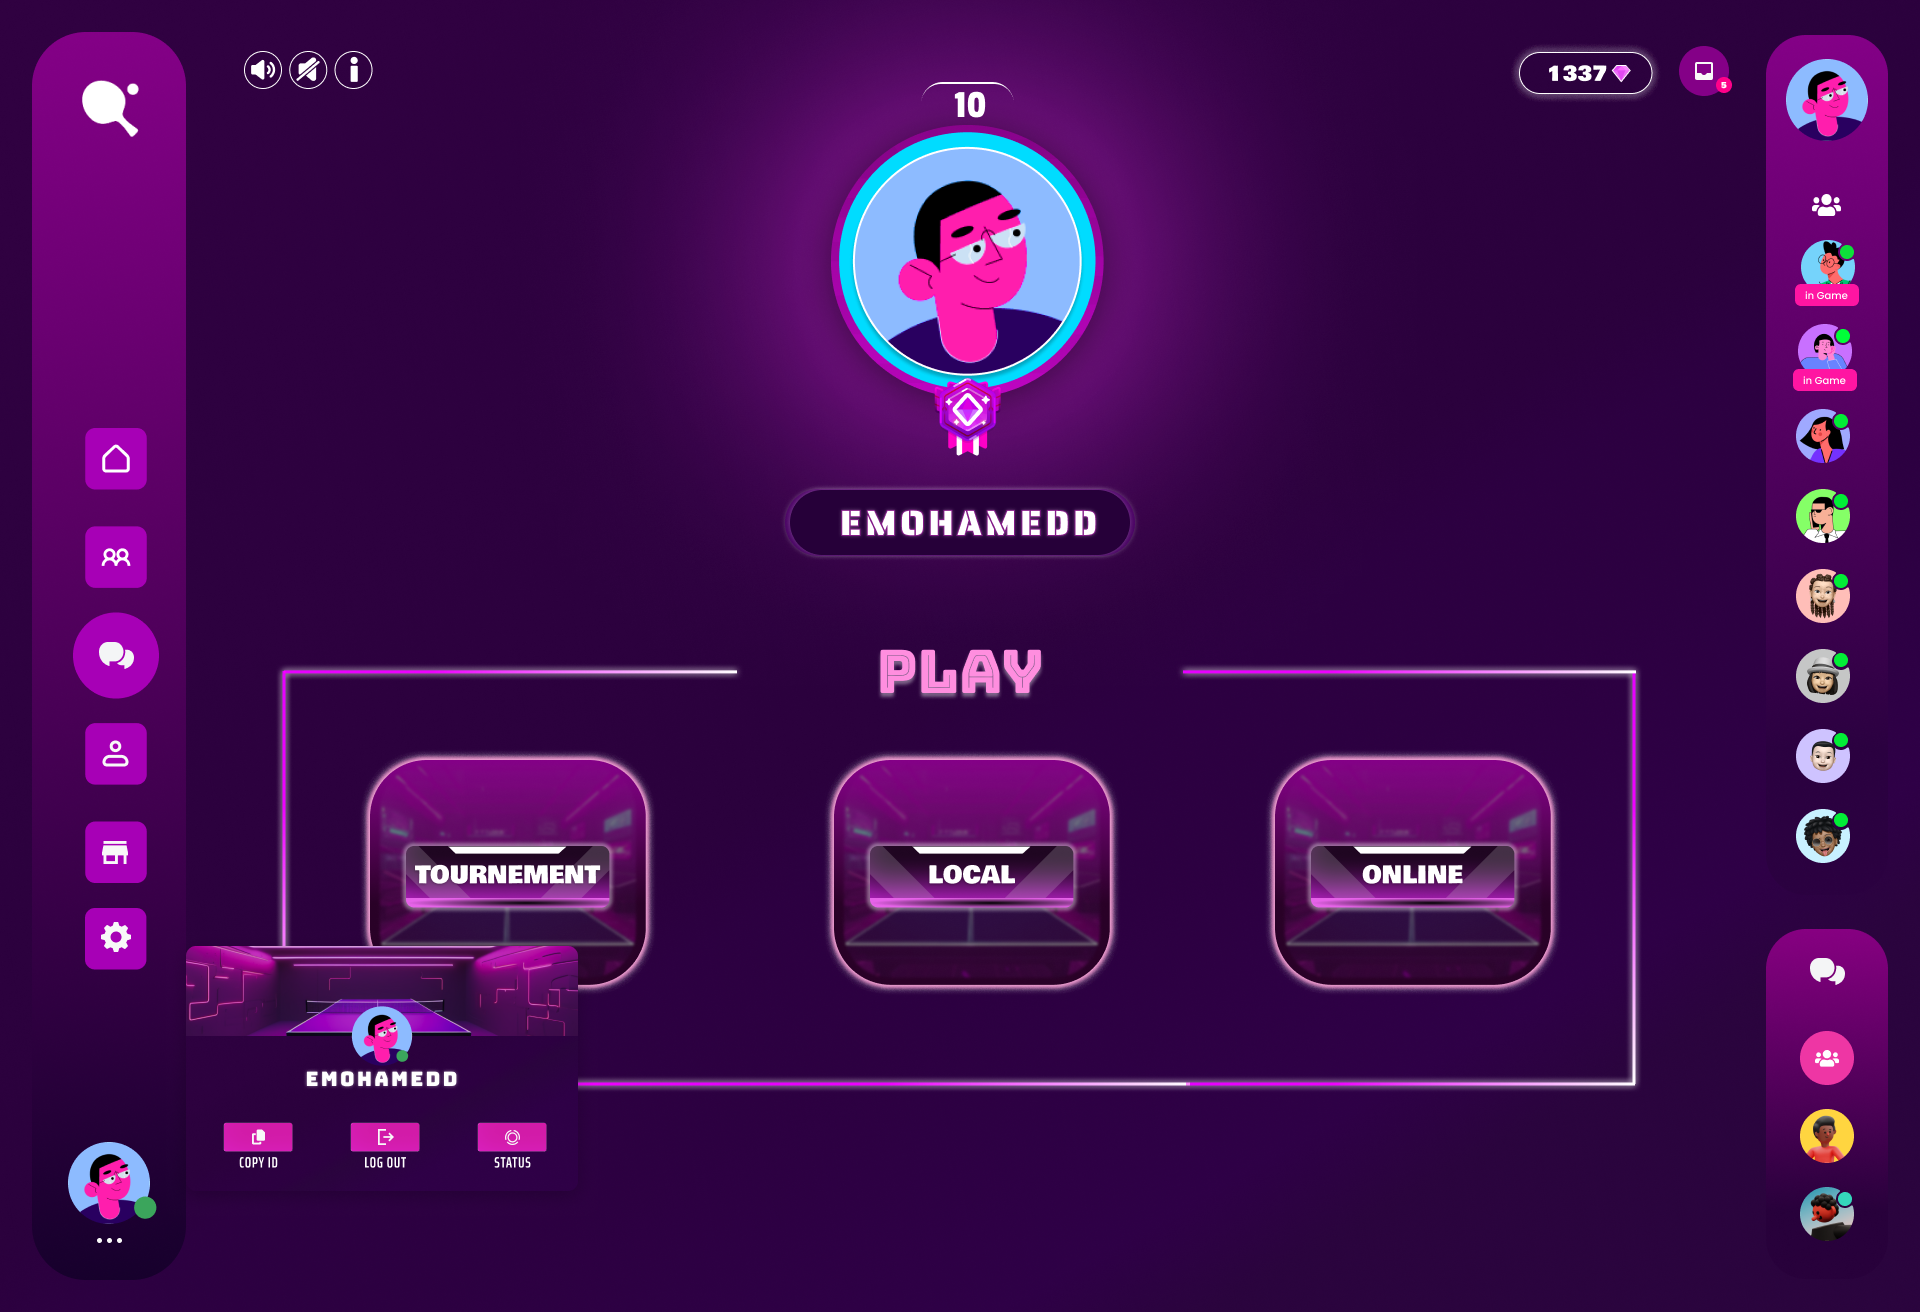 1337
5
10
in Game
in Game
EMOHAMEDD
PLAY
TOURNEMENT
LOCAL
ONLINE
EMOHAMEDD
COPY ID
LOG OUT
STATUS